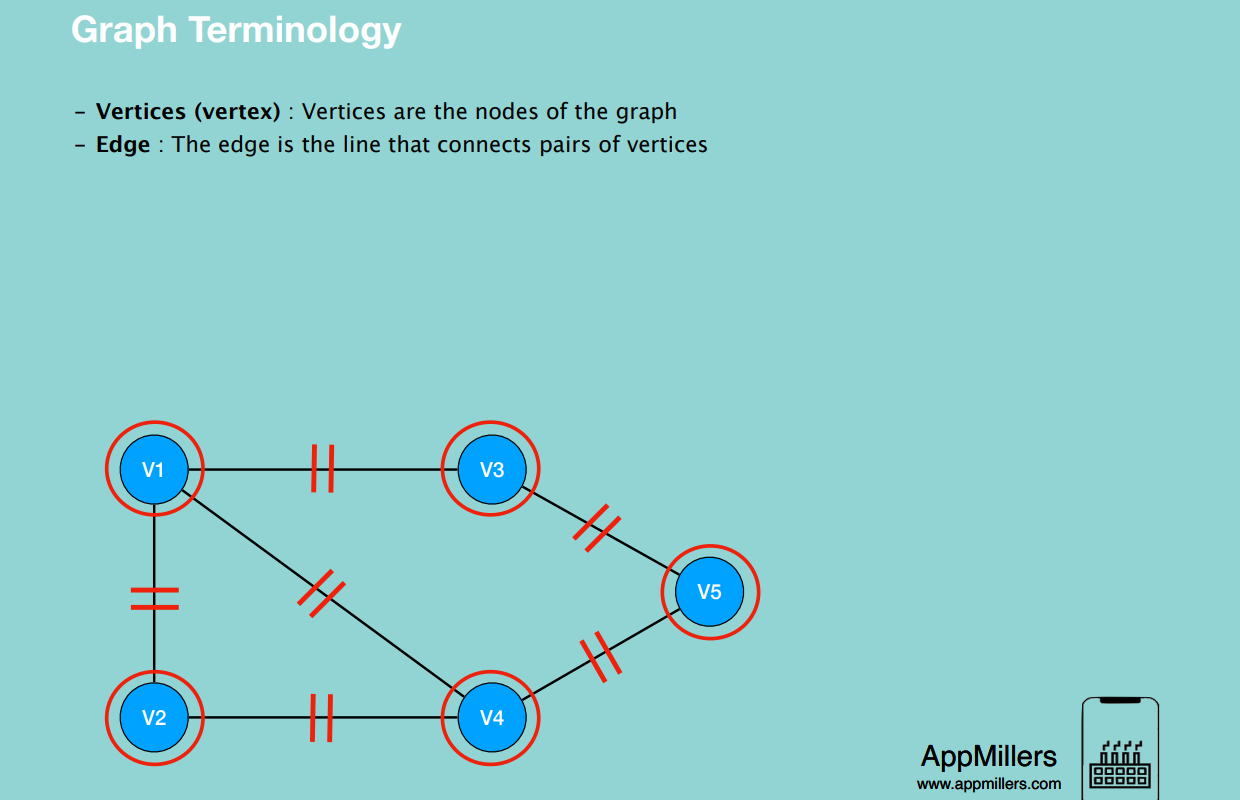 Graph Terminology
– Vertices (vertex) : Vertices are the nodes of the graph
– Edge : The edge is the line that connects pairs of vertices
V1
V3
V5
V2
V4
AppMillers
www.appmillers.com